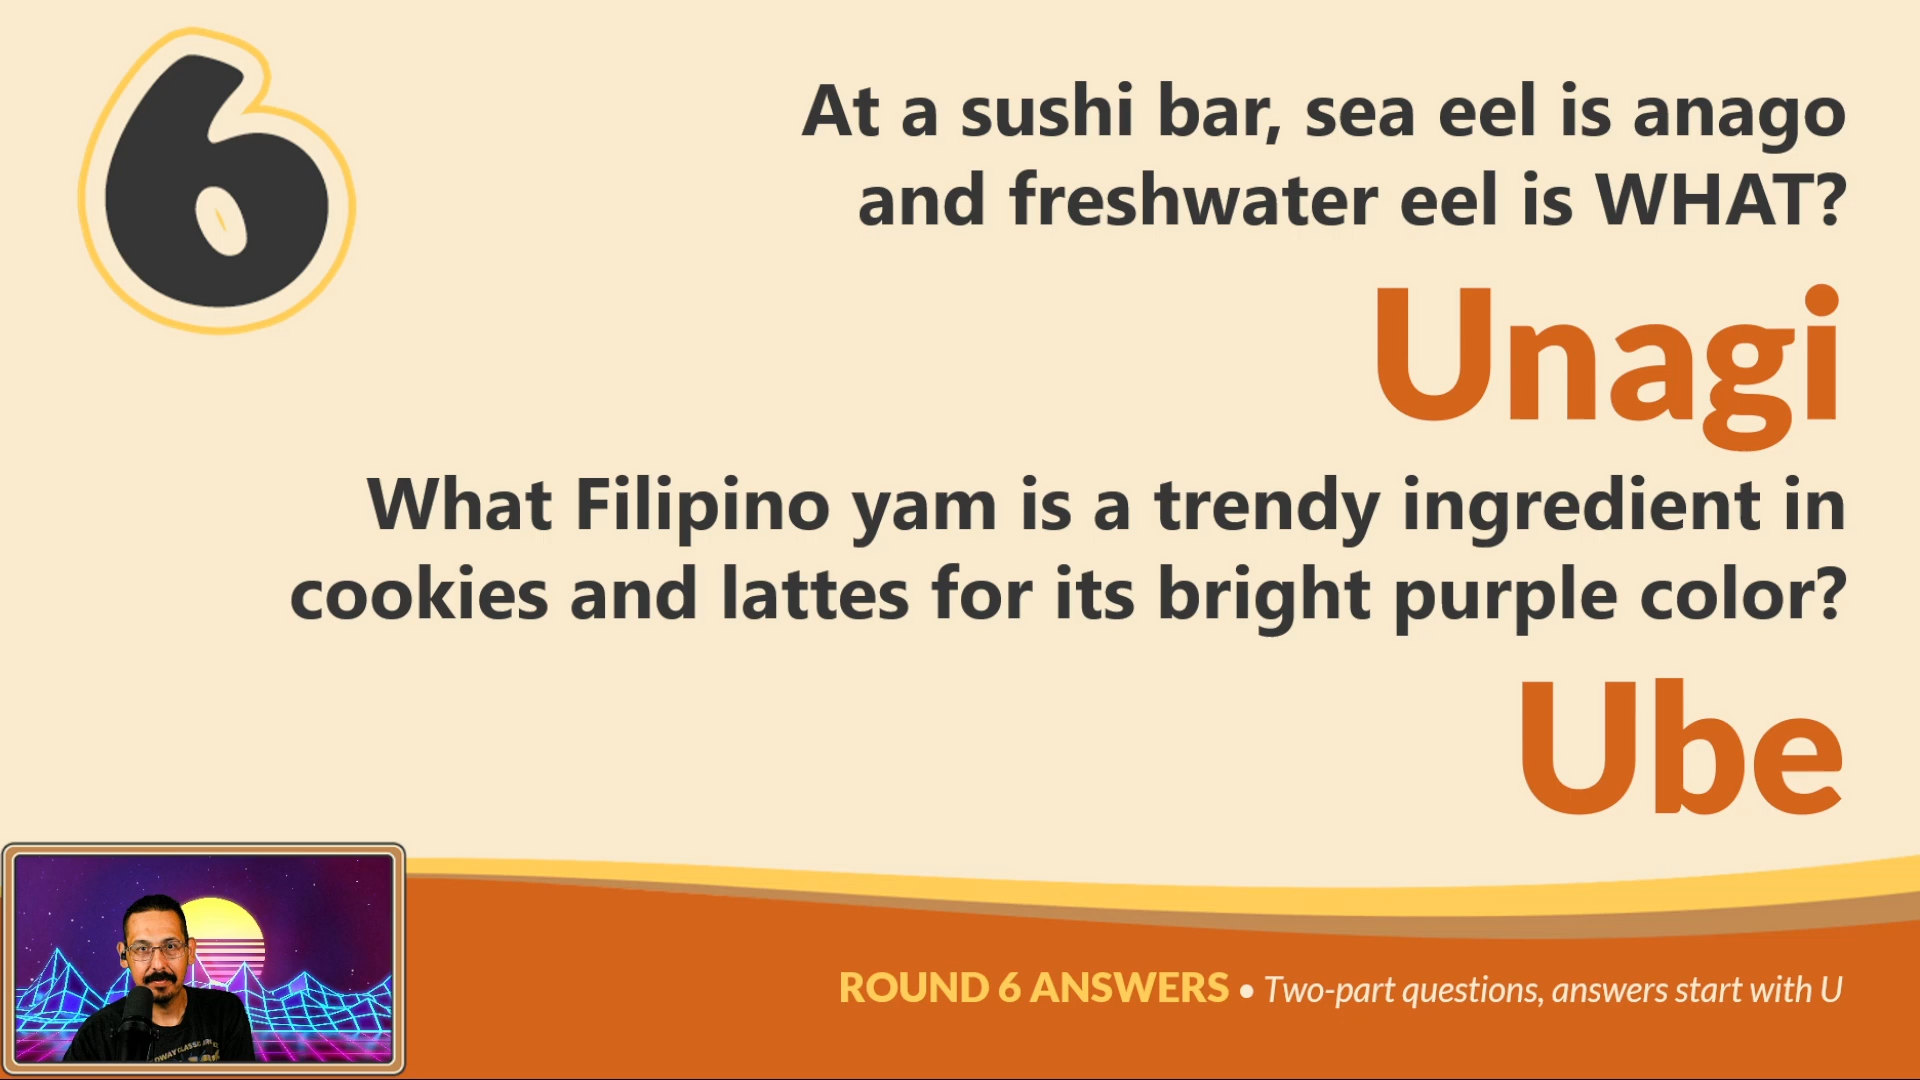 6
At a sushi bar, sea eel is anago
and freshwater eel is WHAT?
Unagi
What Filipino yam is a trendy ingredient in
cookies and lattes for its bright purple color?
Ube
ROUND 6 ANSWERS • Two-part questions, answers start with U